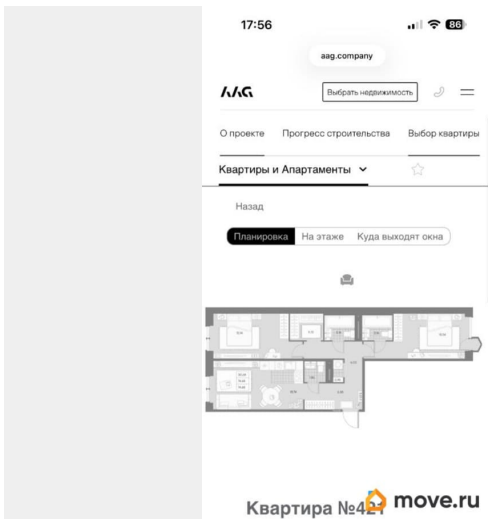 17:56
86
aag.company
AAG
Выбрать недвижимость
О проекте Прогресс строительства Выбор квартиры
Квартиры и Апартаменты
Назад
Планировка На этаже Куда выходят окна
Квартира №421
move.ru